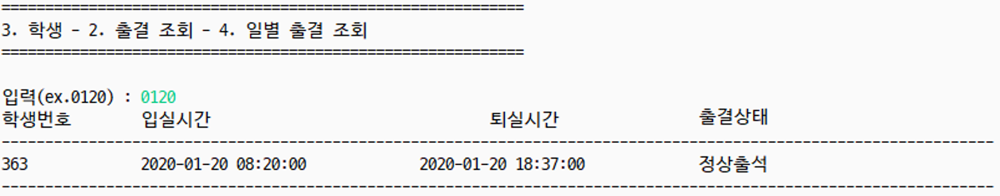 ============================================================
3. 학생 - 2. 출결 조회 - 4. 일별 출결 조회
============================================================
입력(ex.0120) : 0120
학생번호 입실시간 퇴실시간 출결상태
------------------------------------------------------------------------------------------------------------------
363 2020-01-20 08:20:00 2020-01-20 18:37:00 정상출석
------------------------------------------------------------------------------------------------------------------